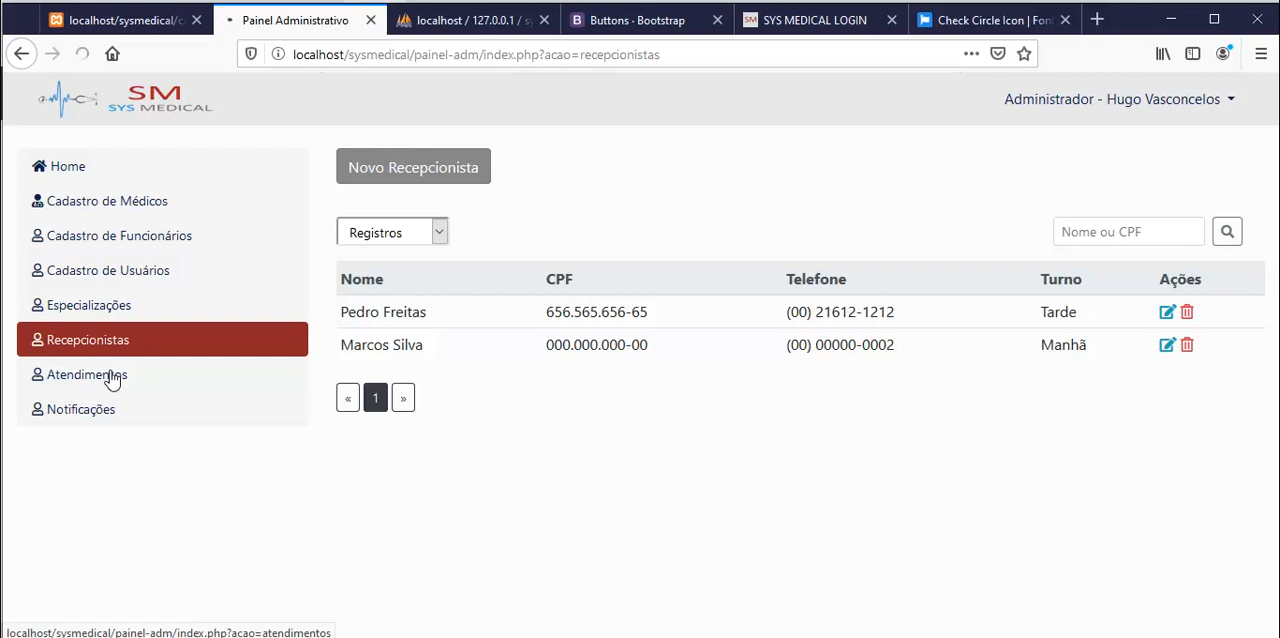 localhost/sysmedical/c
Painel Administrativo
localhost / 127.0.0.1 / s
Buttons · Bootstrap
SM SYS MEDICAL LOGIN
Check Circle Icon | Font
localhost/sysmedical/painel-adm/index.php?acao=recepcionistas
SM
SYS MEDICAL
Administrador - Hugo Vasconcelos
Home
Cadastro de Médicos
Cadastro de Funcionários
Cadastro de Usuários
Especializações
Recepcionistas
Atendimentos
Notificações
Novo Recepcionista
Registros
Nome ou CPF
Nome CPF Telefone Turno Ações
Pedro Freitas 656.565.656-65 (00) 21612-1212 Tarde
Marcos Silva 000.000.000-00 (00) 00000-0002 Manhã
« 1 »
localhost/sysmedical/painel-adm/index.php?acao=atendimentos